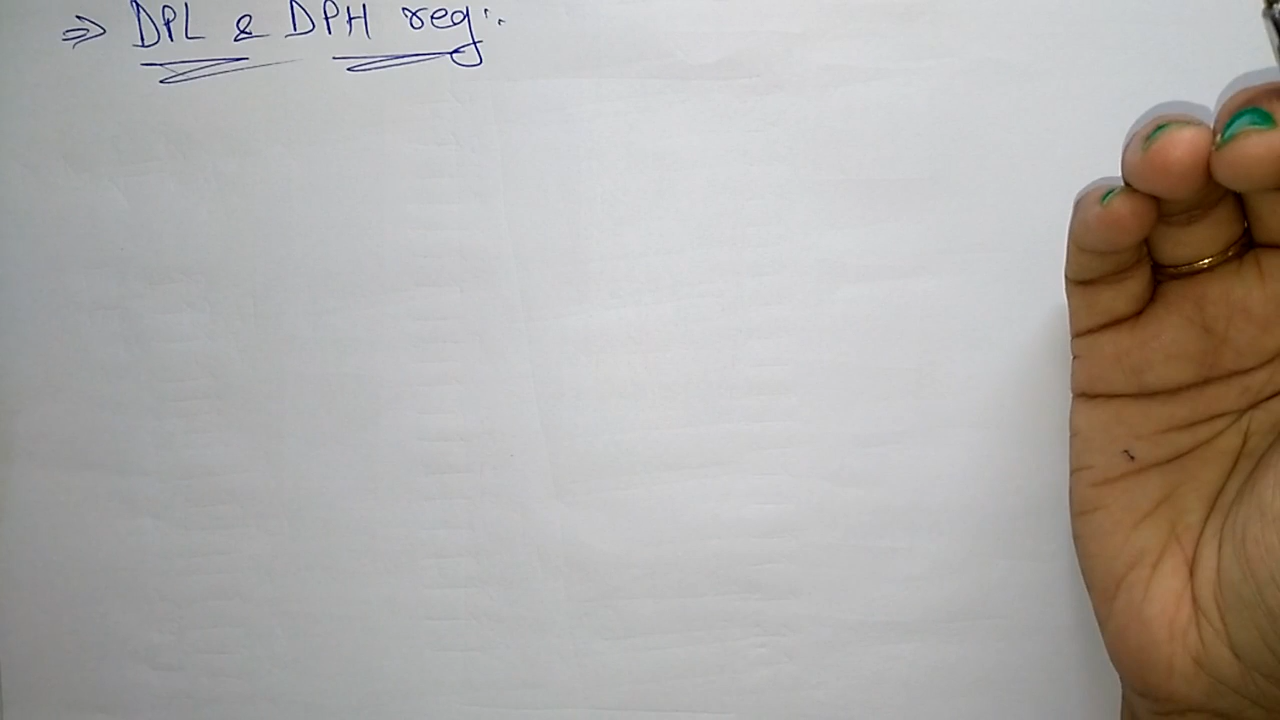 ⇒ DPL & DPH reg:.